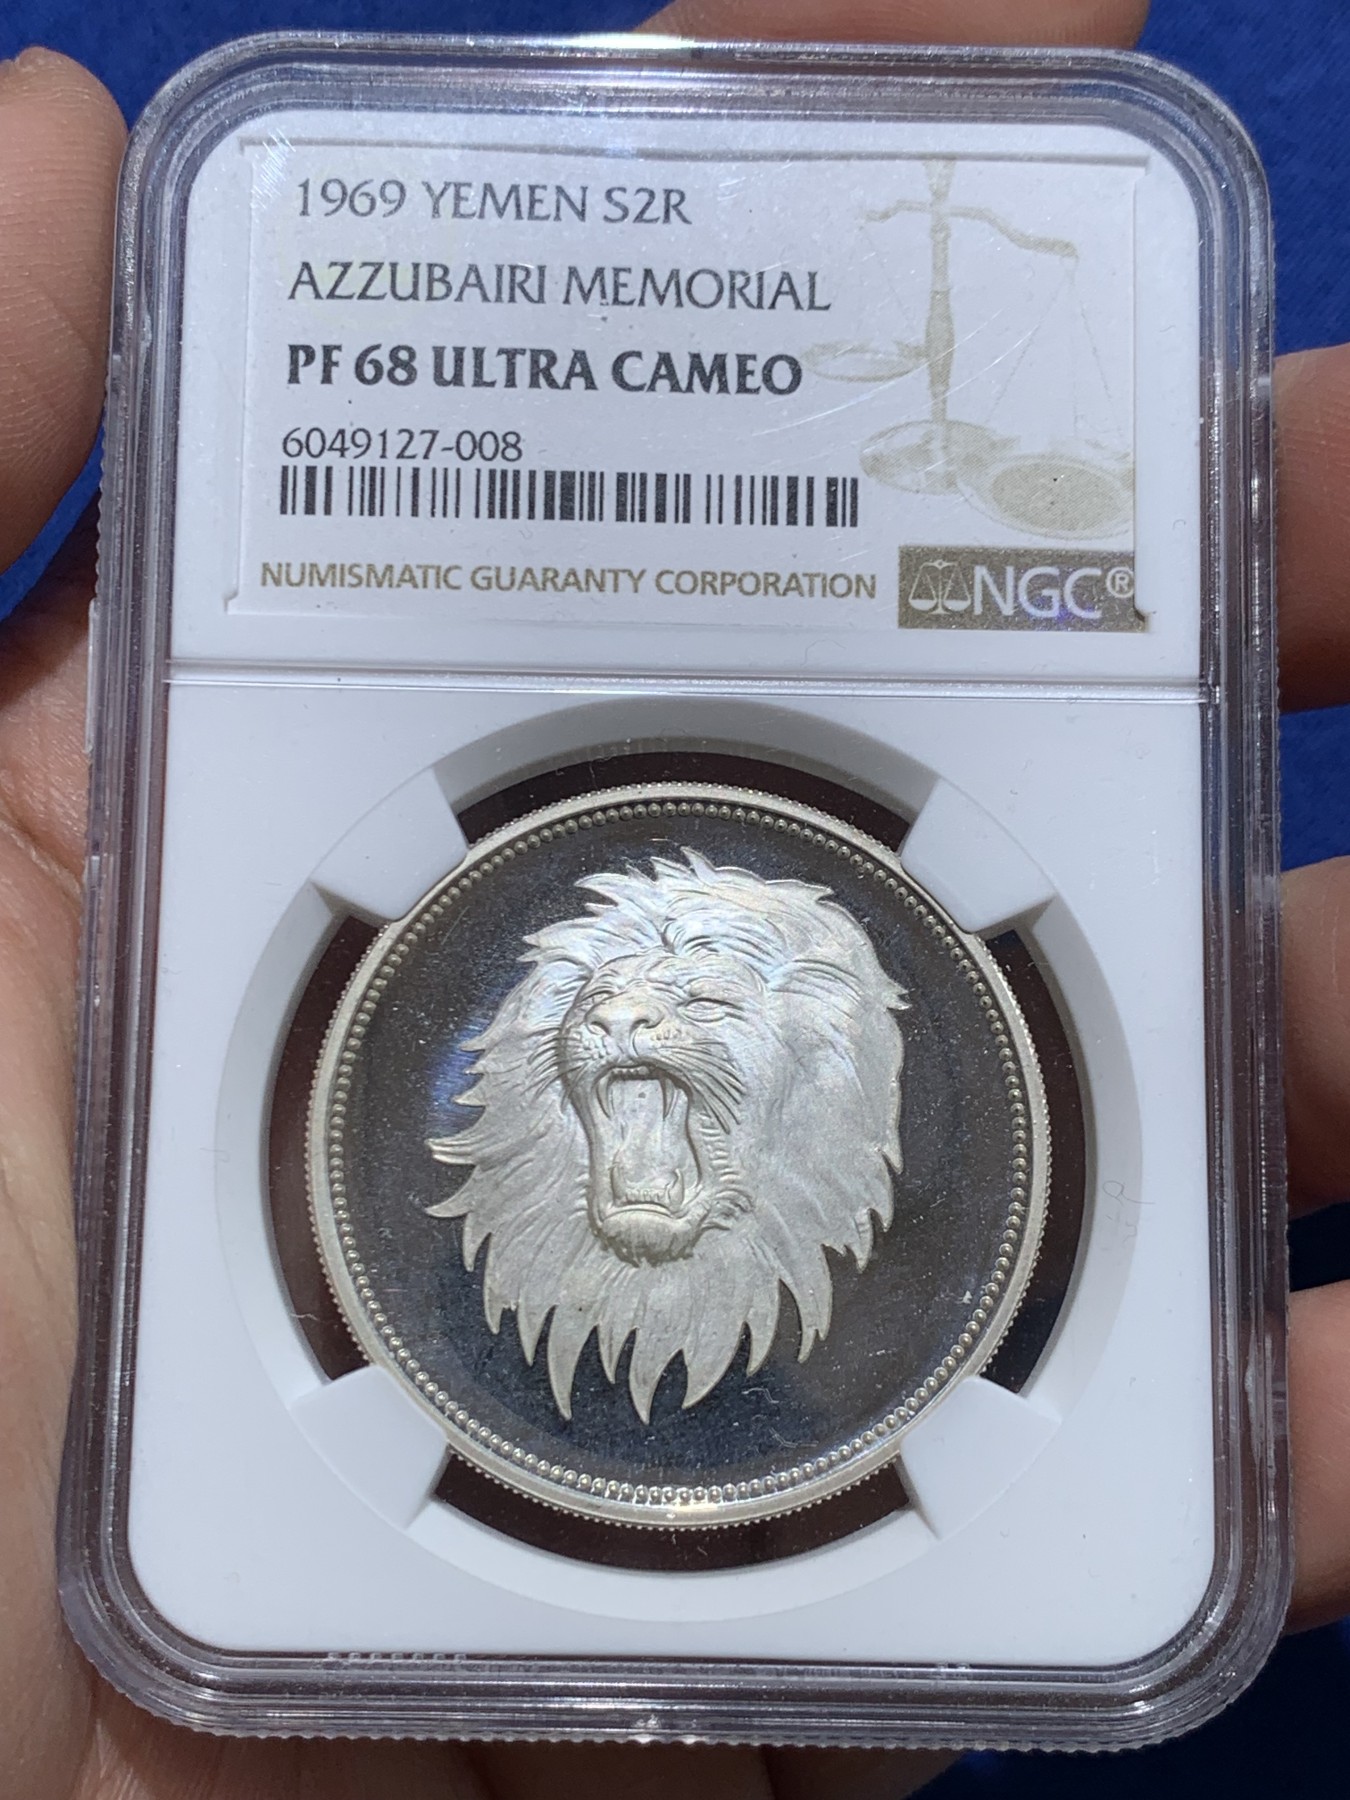 1969 YEMEN S2R
AZZUBAIRI MEMORIAL
PF 68 ULTRA CAMEO
6049127-008
NUMISMATIC GUARANTY CORPORATION
NGC®